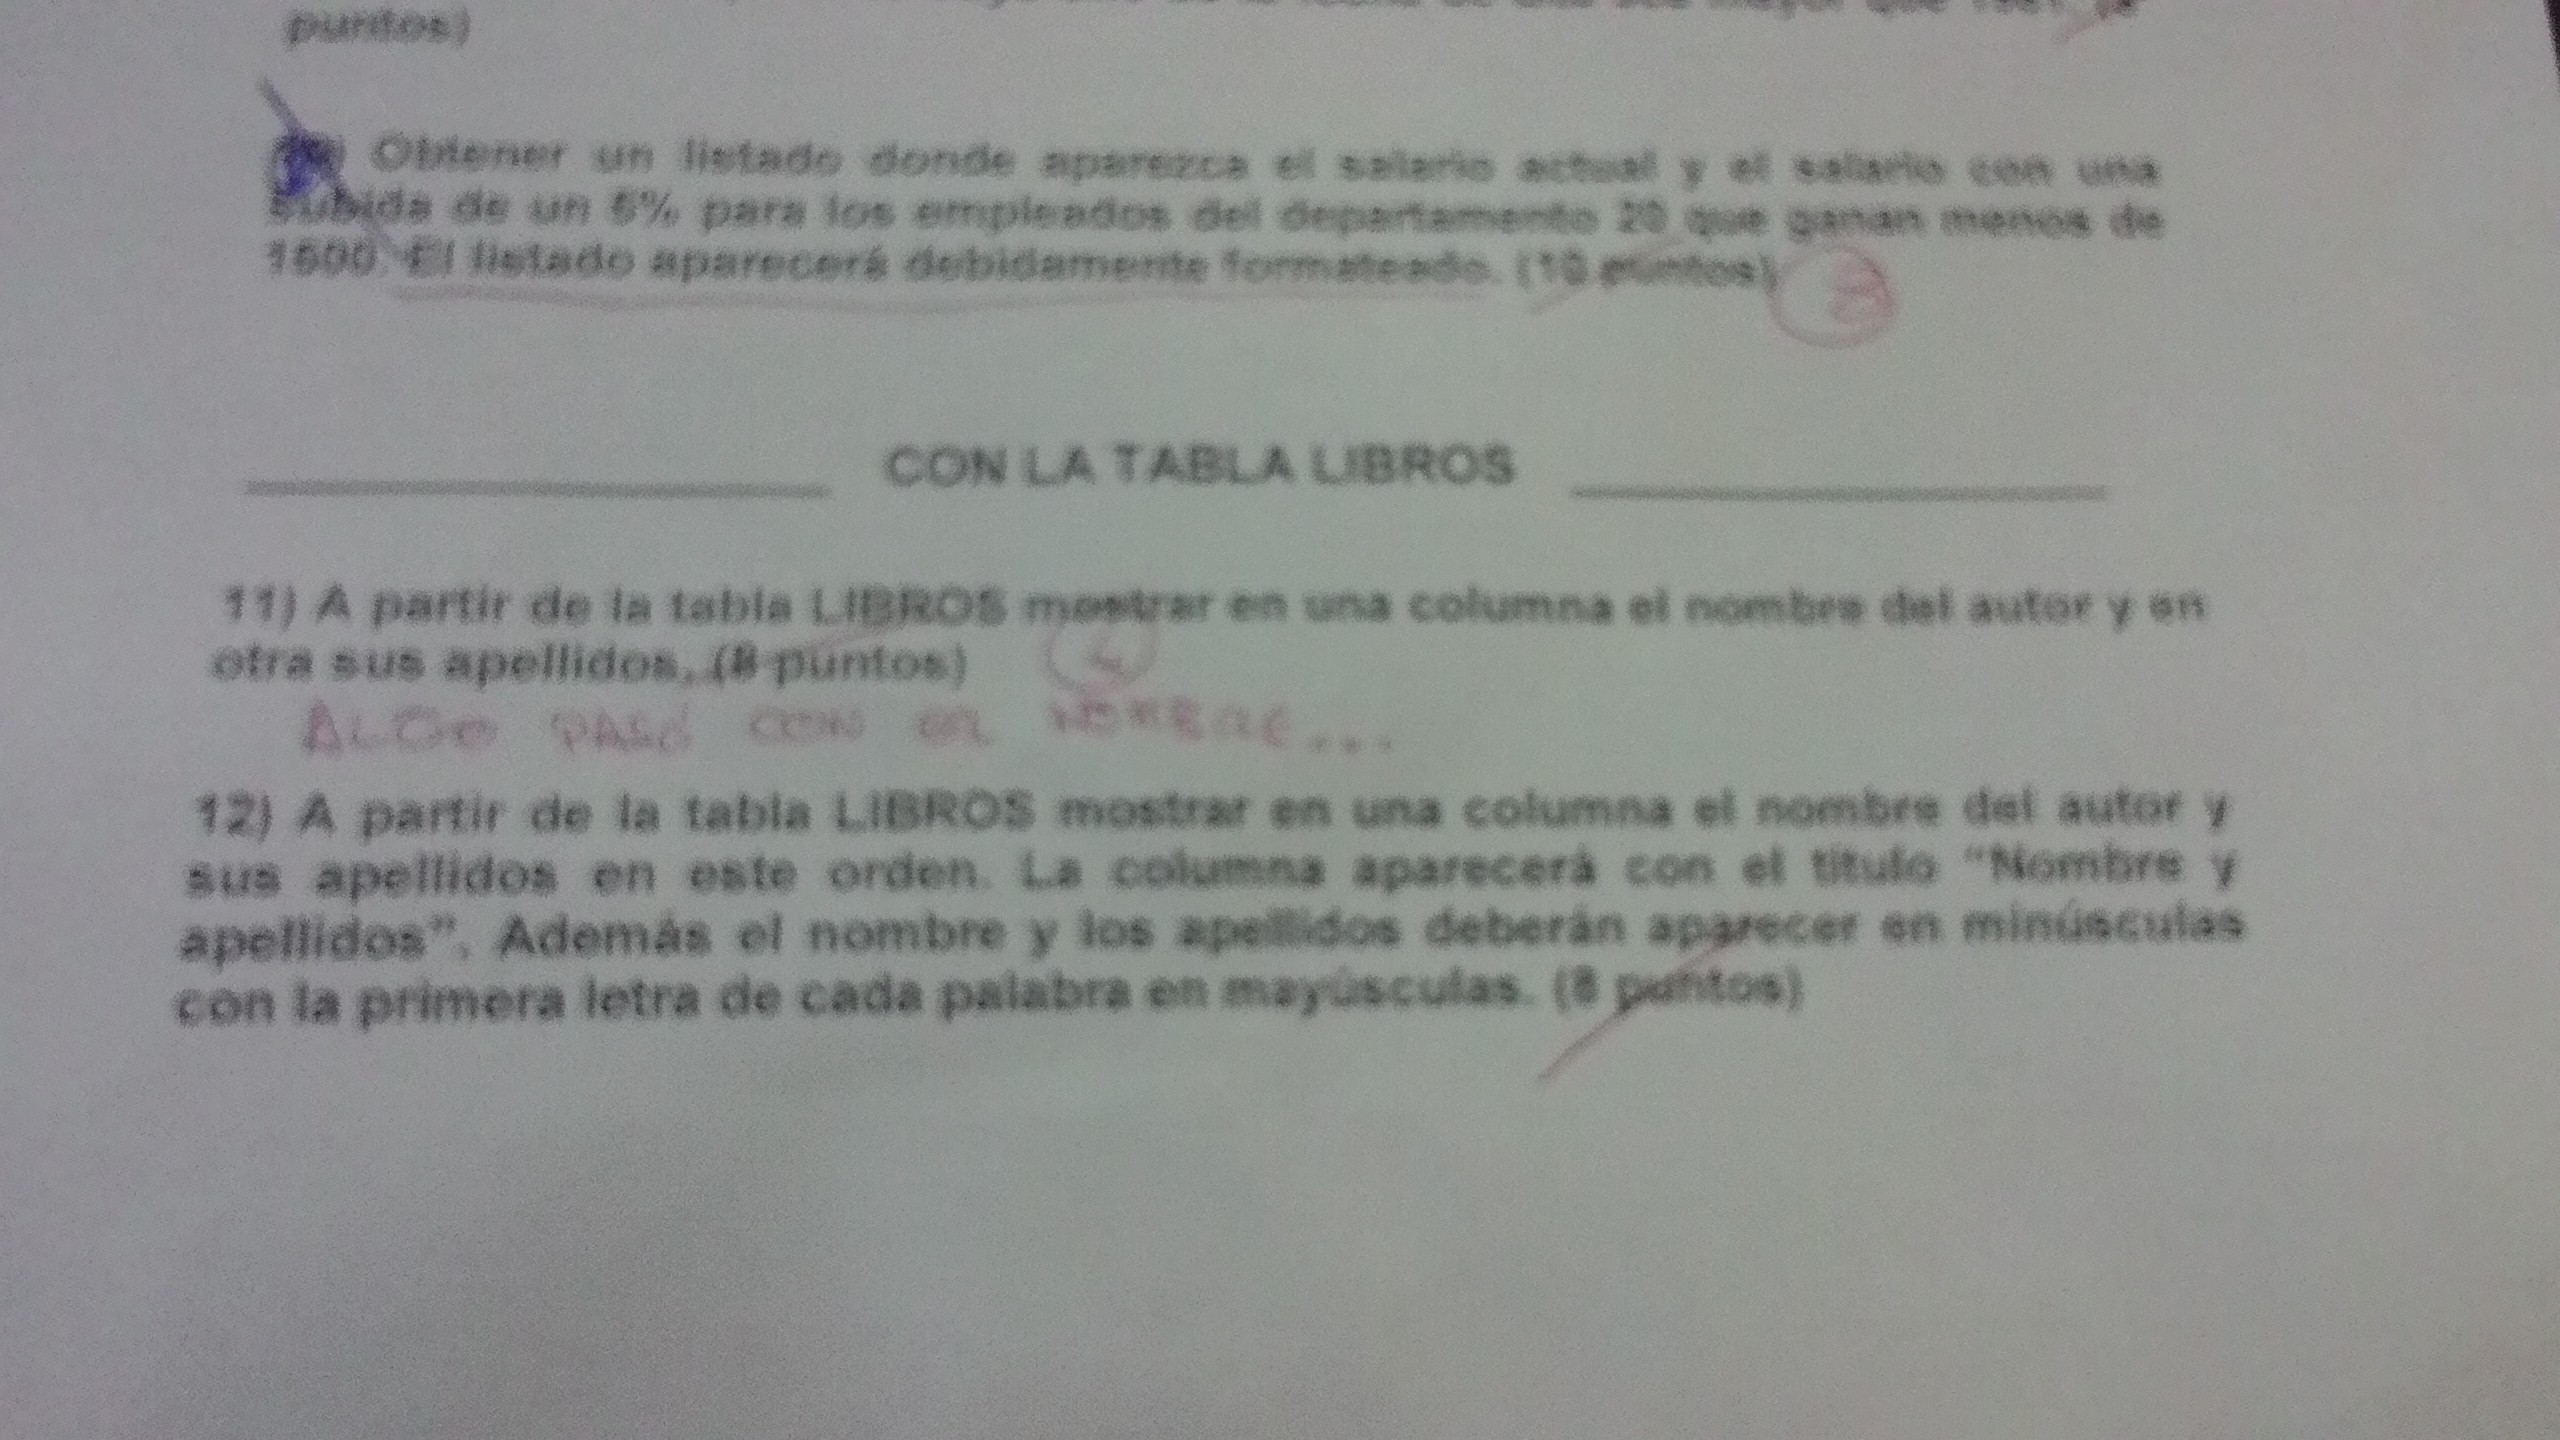 puntos)
Obtener un listado donde aparezca el salario actual y el salario con una
subida de un 5% para los empleados del departamento 20 que ganan menos de
1500. El listado aparecerá debidamente formateado. (10 puntos)
CON LA TABLA LIBROS
11) A partir de la tabla LIBROS mostrar en una columna el nombre del autor y en
otra sus apellidos. (8 puntos)
ALGO PASÓ CON EL NOMBRE...
12) A partir de la tabla LIBROS mostrar en una columna el nombre del autor y
sus apellidos en este orden. La columna aparecerá con el título "Nombre y
apellidos". Además el nombre y los apellidos deberán aparecer en minúsculas
con la primera letra de cada palabra en mayúsculas. (8 puntos)